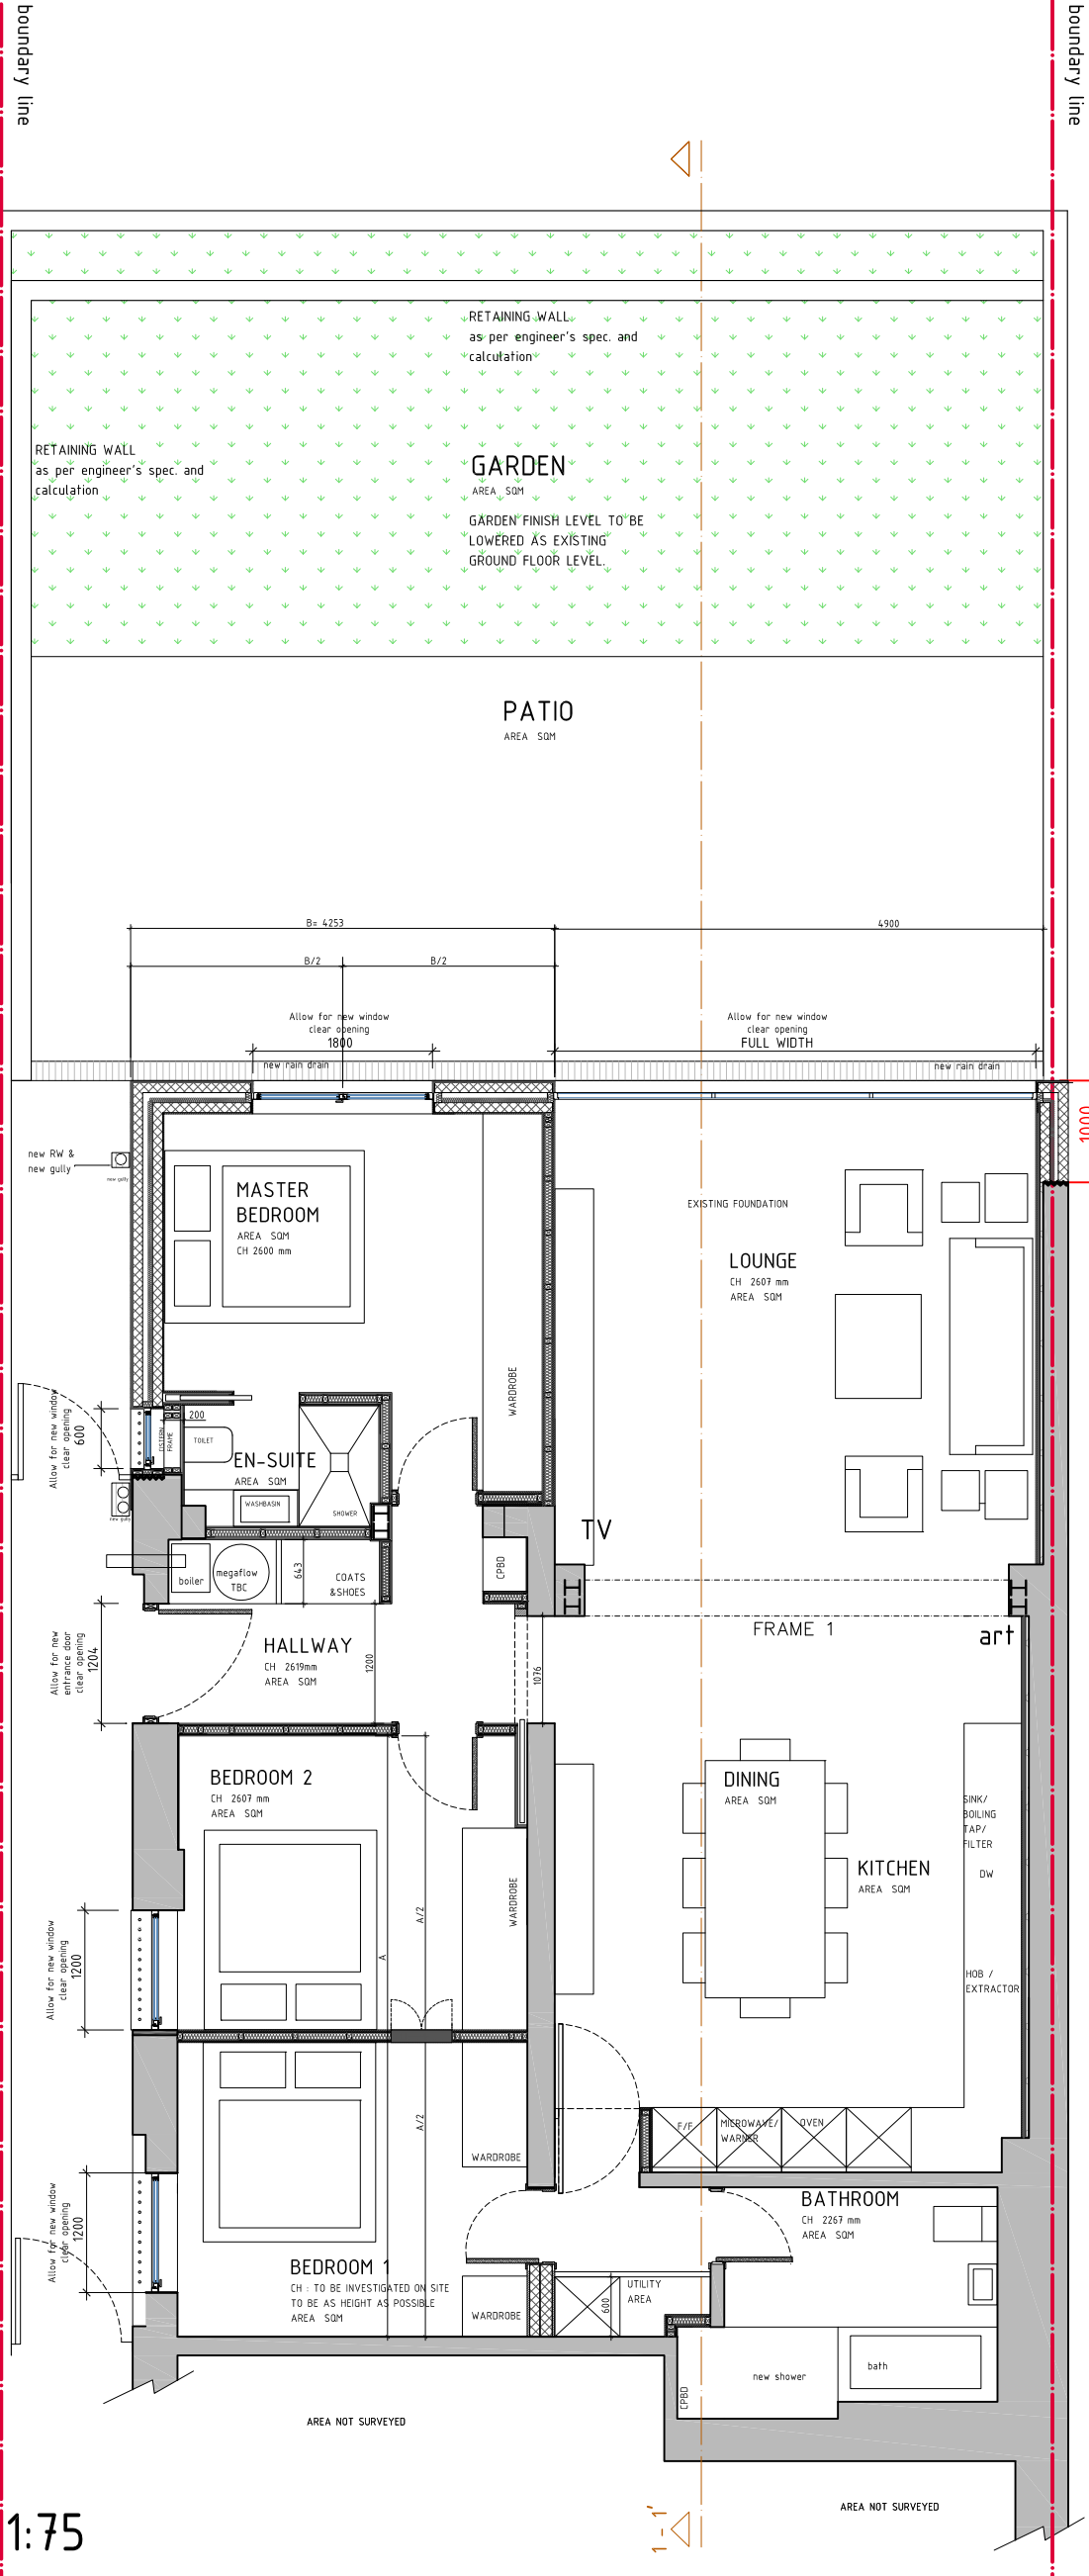 boundary line
boundary line
RETAINING WALL
as per engineer's spec. and
calculation
RETAINING WALL
as per engineer's spec. and
calculation
GARDEN
AREA SQM
GARDEN FINISH LEVEL TO BE
LOWERED AS EXISTING
GROUND FLOOR LEVEL.
PATIO
AREA SQM
B= 4253
4900
B/2
B/2
Allow for new window
clear opening
1800
Allow for new window
clear opening
FULL WIDTH
new rain drain
new rain drain
1000
new RW &
new gully
new gully
MASTER
BEDROOM
AREA SQM
CH 2600 mm
EXISTING FOUNDATION
LOUNGE
CH 2607 mm
AREA SQM
WARDROBE
Allow for new window
clear opening
600
200
CISTERN
FRAME
TOILET
EN-SUITE
AREA SQM
WASHBASIN
SHOWER
new gully
TV
boiler
megaflow
TBC
643
COATS
&SHOES
CPBD
FRAME 1
art
Allow for new
entrance door
clear opening
1204
HALLWAY
CH 2619mm
AREA SQM
1200
1076
BEDROOM 2
CH 2607 mm
AREA SQM
DINING
AREA SQM
SINK/
BOILING
TAP/
FILTER
DW
KITCHEN
AREA SQM
WARDROBE
A/2
A
Allow for new window
clear opening
1200
HOB /
EXTRACTOR
A/2
F/F
MICROWAVE/
WARNER
OVEN
WARDROBE
Allow for new window
clear opening
1200
BATHROOM
CH 2267 mm
AREA SQM
BEDROOM 1
CH : TO BE INVESTIGATED ON SITE
TO BE AS HEIGHT AS POSSIBLE
AREA SQM
WARDROBE
600
UTILITY
AREA
new shower
bath
CPBD
AREA NOT SURVEYED
AREA NOT SURVEYED
1:75
1 - 1'